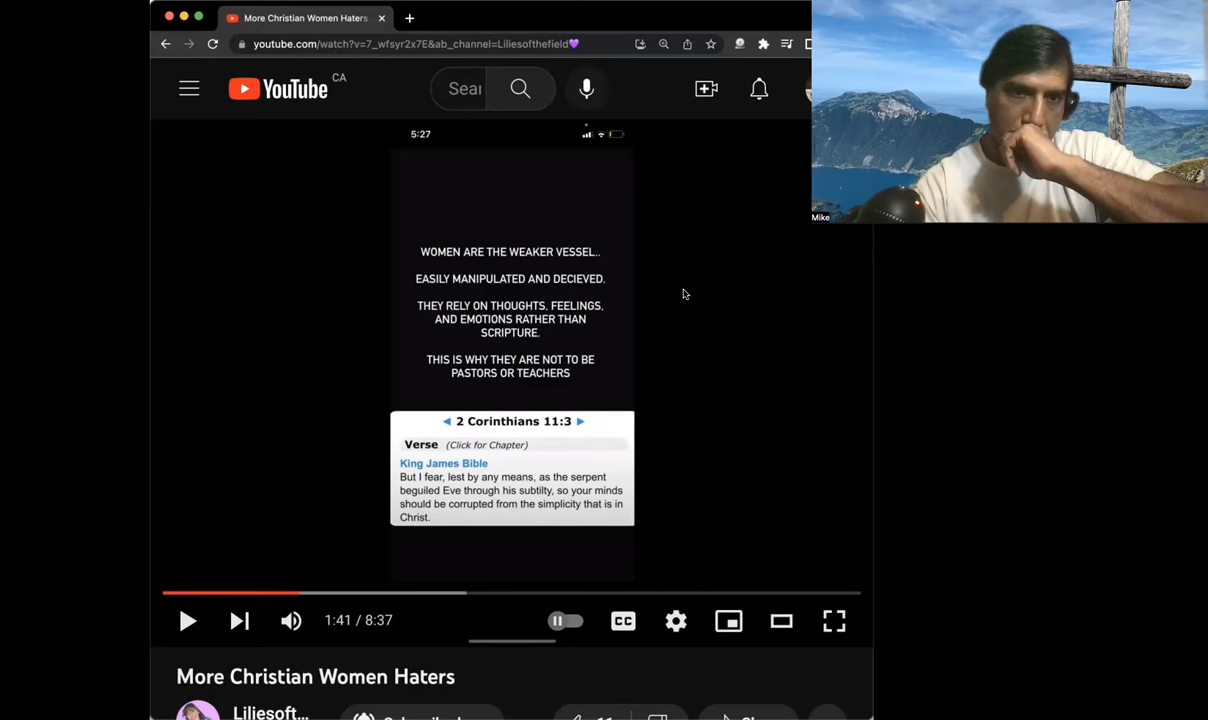 More Christian Women Haters
youtube.com/watch?v=7_wfsyr2x7E&ab_channel=Liliesofthefield💜
YouTube CA
Sear
5:27
WOMEN ARE THE WEAKER VESSEL..
EASILY MANIPULATED AND DECIEVED.
THEY RELY ON THOUGHTS, FEELINGS,
AND EMOTIONS RATHER THAN
SCRIPTURE.
THIS IS WHY THEY ARE NOT TO BE
PASTORS OR TEACHERS
2 Corinthians 11:3
Verse (Click for Chapter)
King James Bible
But I fear, lest by any means, as the serpent
beguiled Eve through his subtilty, so your minds
should be corrupted from the simplicity that is in
Christ.
Mike
1:41 / 8:37
CC
More Christian Women Haters
Liliesoft...